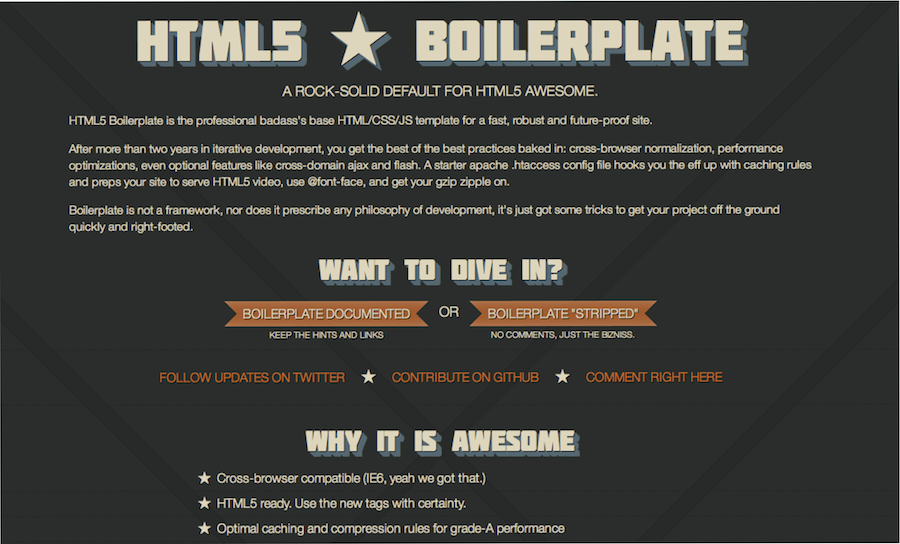 HTML5 ★ BOILERPLATE
A ROCK-SOLID DEFAULT FOR HTML5 AWESOME.
HTML5 Boilerplate is the professional badass's base HTML/CSS/JS template for a fast, robust and future-proof site.
After more than two years in iterative development, you get the best of the best practices baked in: cross-browser normalization, performance
optimizations, even optional features like cross-domain ajax and flash. A starter apache .htaccess config file hooks you the eff up with caching rules
and preps your site to serve HTML5 video, use @font-face, and get your gzip zipple on.
Boilerplate is not a framework, nor does it prescribe any philosophy of development, it's just got some tricks to get your project off the ground
quickly and right-footed.
WANT TO DIVE IN?
BOILERPLATE DOCUMENTED OR BOILERPLATE "STRIPPED"
KEEP THE HINTS AND LINKS NO COMMENTS, JUST THE BIZNISS.
FOLLOW UPDATES ON TWITTER ★ CONTRIBUTE ON GITHUB ★ COMMENT RIGHT HERE
WHY IT IS AWESOME
★ Cross-browser compatible (IE6, yeah we got that.)
★ HTML5 ready. Use the new tags with certainty.
★ Optimal caching and compression rules for grade-A performance